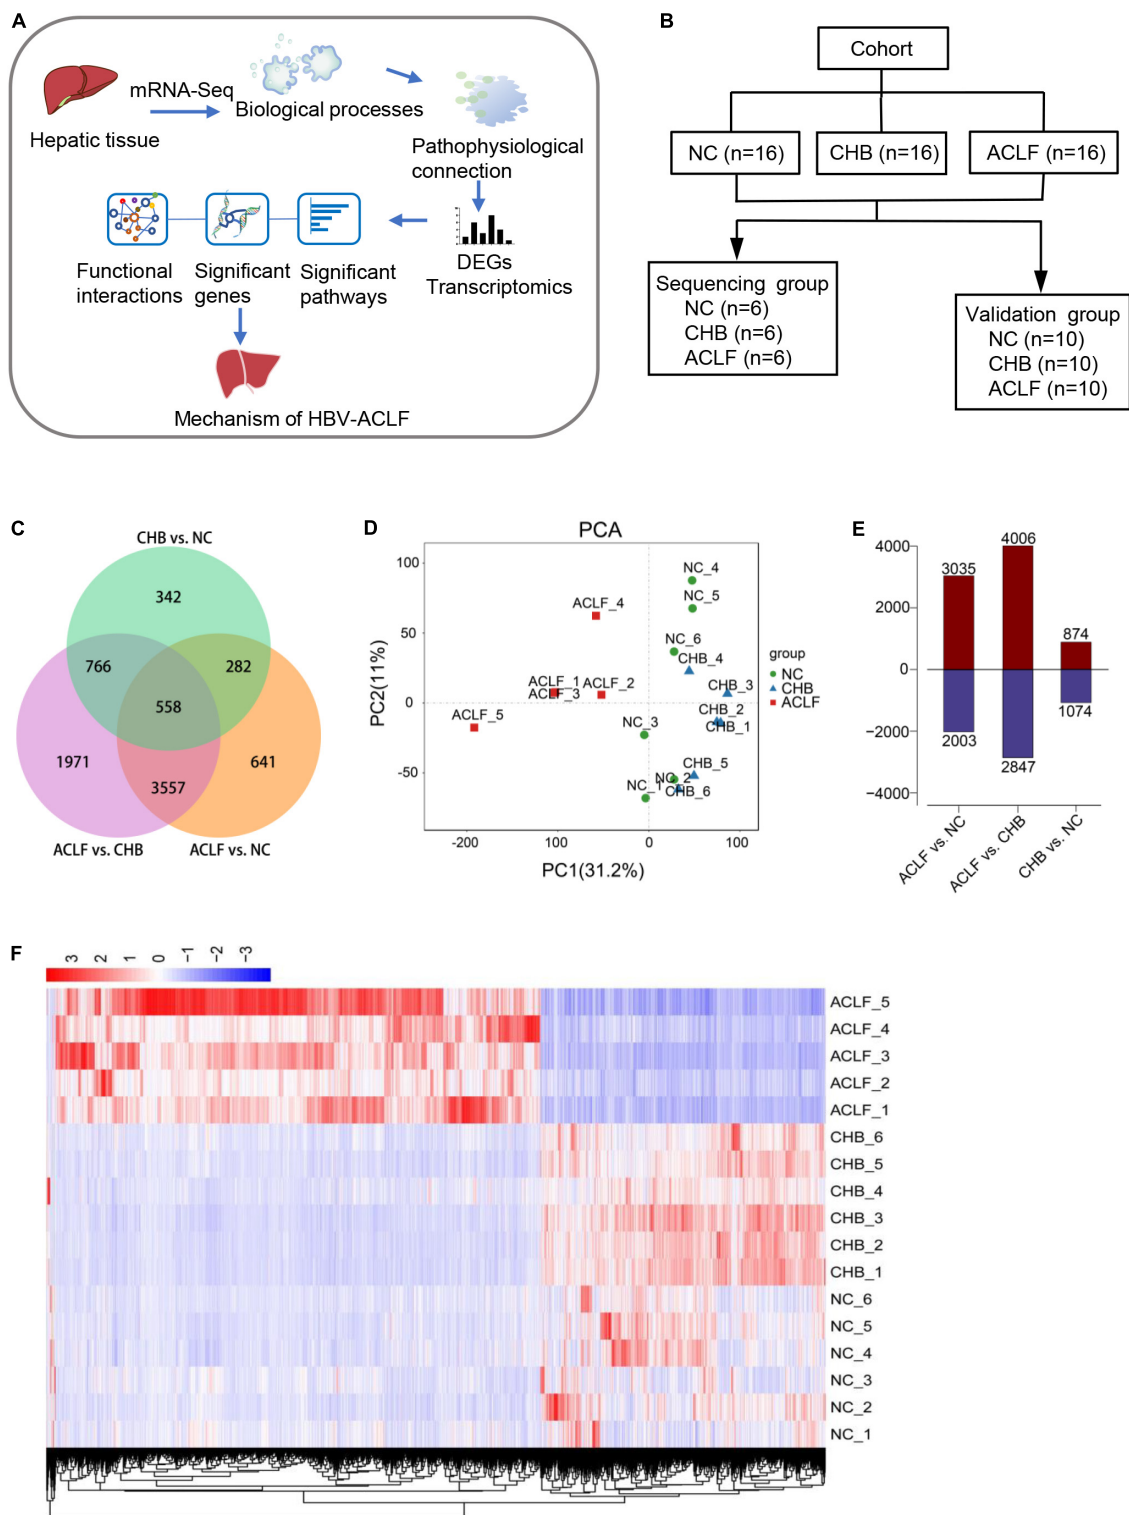 A
mRNA-Seq
Hepatic tissue
Biological processes
Pathophysiological
connection
DEGs
Transcriptomics
Functional
interactions
Significant
genes
Significant
pathways
Mechanism of HBV-ACLF
B
Cohort
NC (n=16)
CHB (n=16)
ACLF (n=16)
Sequencing group
NC (n=6)
CHB (n=6)
ACLF (n=6)
Validation group
NC (n=10)
CHB (n=10)
ACLF (n=10)
C
CHB vs. NC
342
766
282
558
1971
641
3557
ACLF vs. CHB
ACLF vs. NC
D
PCA
PC2(11%)
100
50
0
-50
NC_4
NC_5
ACLF_4
NC_6
CHB_4
ACLF_1
ACLF_2
ACLF_3
CHB_3
CHB_2
CHB_1
ACLF_5
NC_3
CHB_5
NC_2
NC_1
CHB_6
-200
100
0
100
PC1(31.2%)
group
NC
CHB
ACLF
E
4000
2000
0
−2000
−4000
3035
4006
874
2003
2847
1074
ACLF vs. NC
ACLF vs. CHB
CHB vs. NC
F
3
2
1
0
−1
−2
−3
ACLF_5
ACLF_4
ACLF_3
ACLF_2
ACLF_1
CHB_6
CHB_5
CHB_4
CHB_3
CHB_2
CHB_1
NC_6
NC_5
NC_4
NC_3
NC_2
NC_1